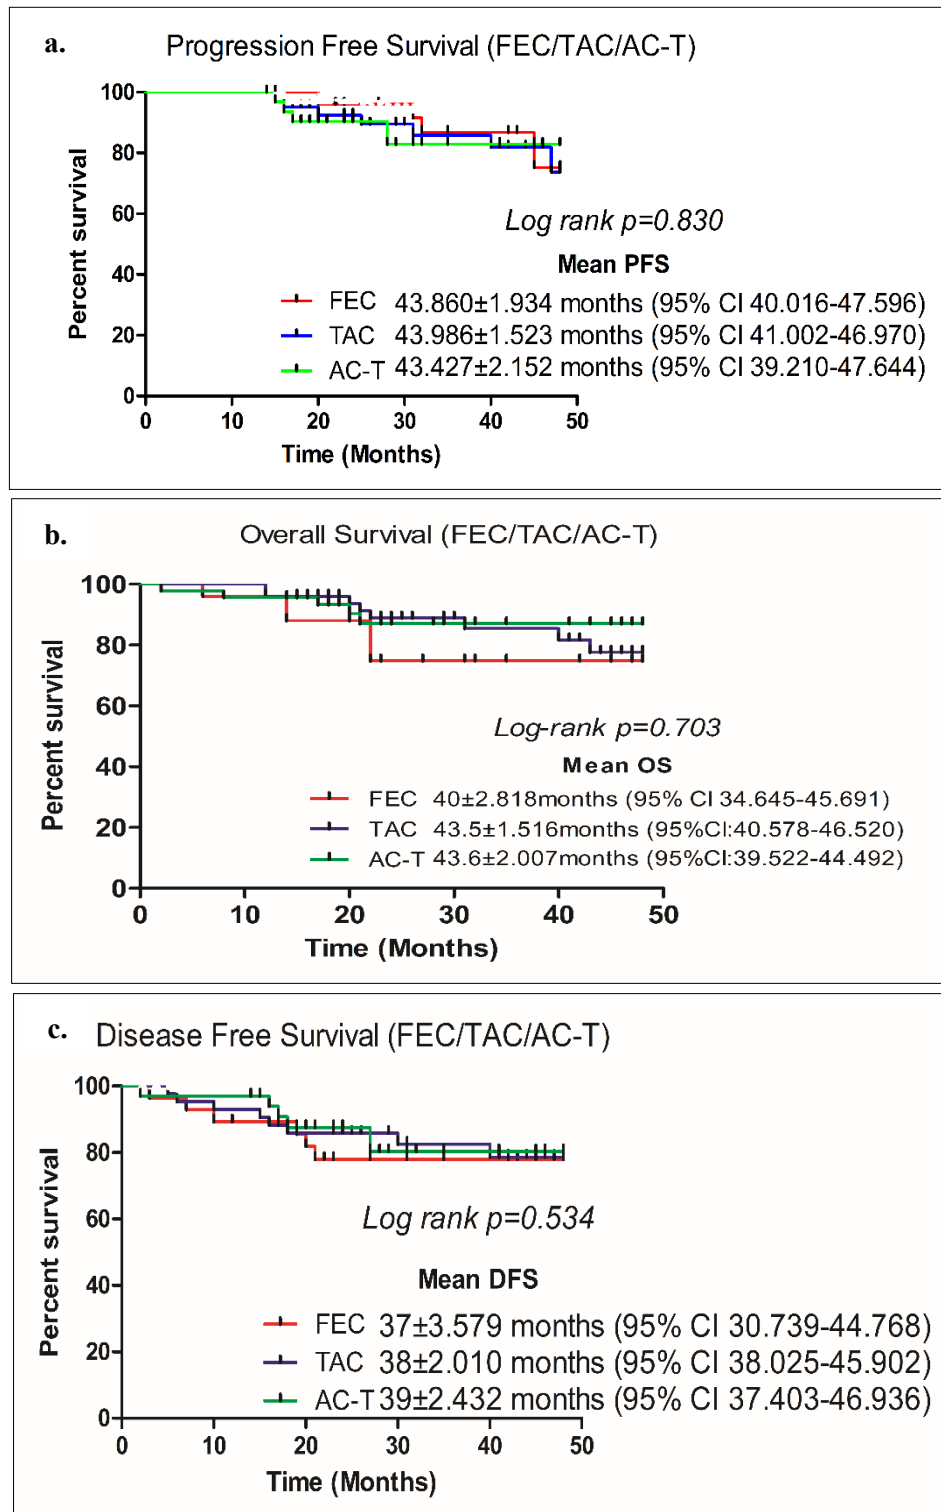 a.
Progression Free Survival (FEC/TAC/AC-T)
100
80
60
40
20
0
Percent survival
Log rank p=0.830
Mean PFS
FEC 43.860±1.934 months (95% CI 40.016-47.596)
TAC 43.986±1.523 months (95% CI 41.002-46.970)
AC-T 43.427±2.152 months (95% CI 39.210-47.644)
0 10 20 30 40 50
Time (Months)
b.
Overall Survival (FEC/TAC/AC-T)
100
80
60
40
20
0
Percent survival
Log-rank p=0.703
Mean OS
FEC 40±2.818months (95% CI 34.645-45.691)
TAC 43.5±1.516months (95%CI:40.578-46.520)
AC-T 43.6±2.007months (95%CI:39.522-44.492)
0 10 20 30 40 50
Time (Months)
c.
Disease Free Survival (FEC/TAC/AC-T)
100
80
60
40
20
0
Percent survival
Log rank p=0.534
Mean DFS
FEC 37±3.579 months (95% CI 30.739-44.768)
TAC 38±2.010 months (95% CI 38.025-45.902)
AC-T 39±2.432 months (95% CI 37.403-46.936)
0 10 20 30 40 50
Time (Months)